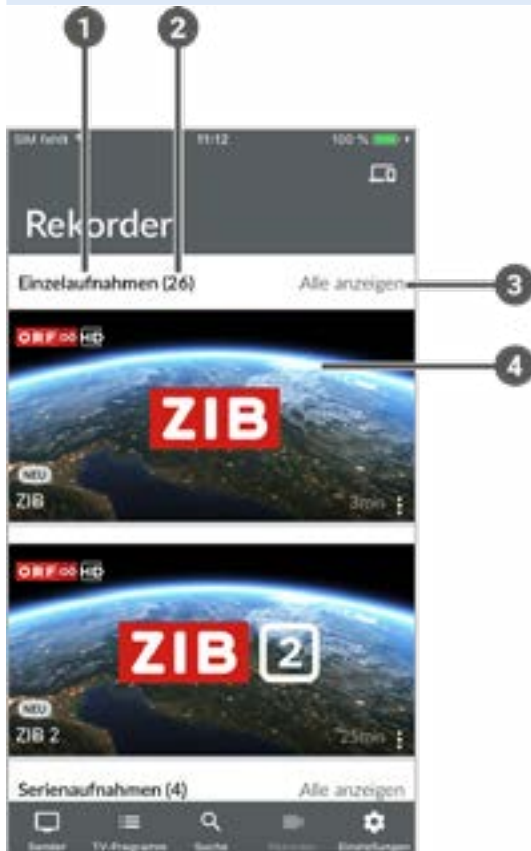 1 2
SIM fehlt 11:12 100 %
Rekorder
Einzelaufnahmen (26) Alle anzeigen
3
ORF HD
4
ZIB
NEU
ZIB 3min
ORF HD
ZIB 2
NEU
ZIB 2 25min
Serienaufnahmen (4) Alle anzeigen
Sender TV-Programm Suche Rekorder Einstellungen